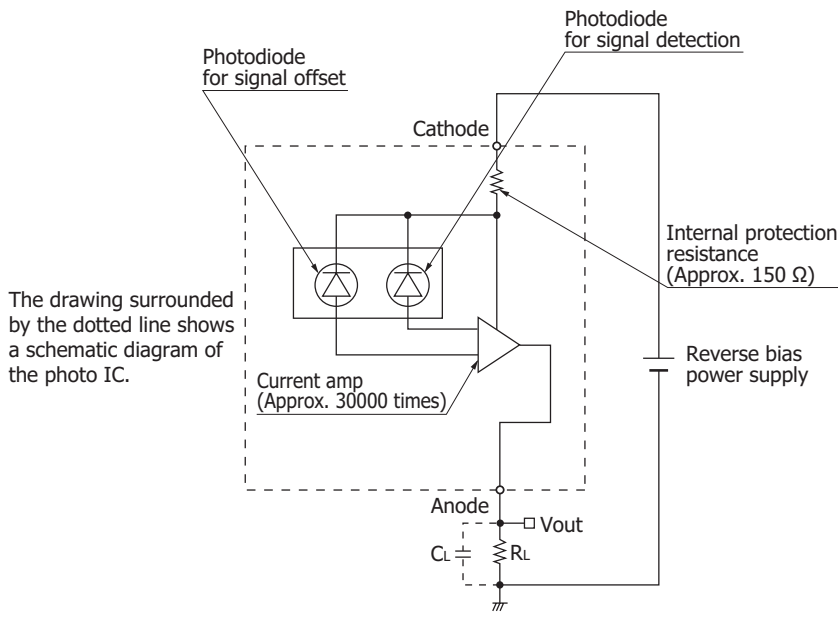 Photodiode
for signal detection
Photodiode
for signal offset
Cathode
Internal protection
resistance
(Approx. 150 Ω)
The drawing surrounded
by the dotted line shows
a schematic diagram of
the photo IC.
Reverse bias
power supply
Current amp
(Approx. 30000 times)
Anode
Vout
CL
RL